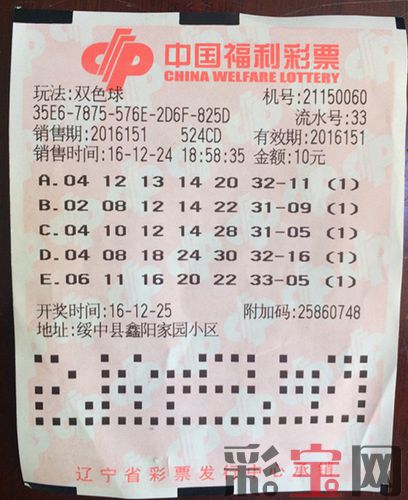 中国福利彩票
CHINA WELFARE LOTTERY
玩法:双色球 机号:21150060
35E6-7875-576E-2D6F-825D 流水号:33
销售期:2016151 524CD 有效期:2016151
销售时间:16-12-24 18:58:35 金额:10元
A.04 12 13 14 20 32-11 (1)
B.02 08 12 14 22 31-09 (1)
C.04 10 12 14 28 31-05 (1)
D.04 08 18 24 30 32-16 (1)
E.06 11 16 20 22 33-05 (1)
开奖时间:16-12-25 附加码:25860748
地址:绥中县鑫阳家园小区
辽宁省彩票发行中心承销
彩宝网